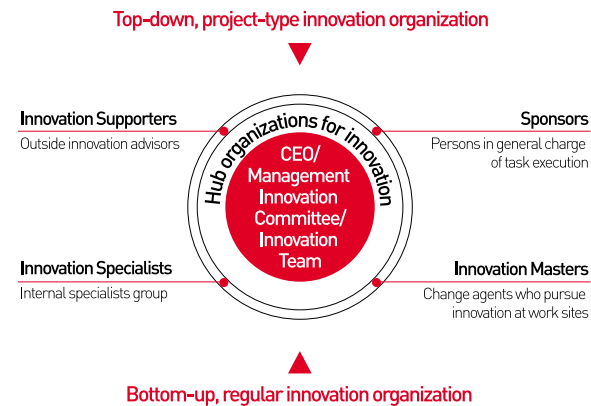 Top-down, project-type innovation organization
Innovation Supporters
Outside innovation advisors
Sponsors
Persons in general charge
of task execution
Hub organizations for innovation
CEO/
Management
Innovation
Committee/
Innovation
Team
Innovation Specialists
Internal specialists group
Innovation Masters
Change agents who pursue
innovation at work sites
Bottom-up, regular innovation organization